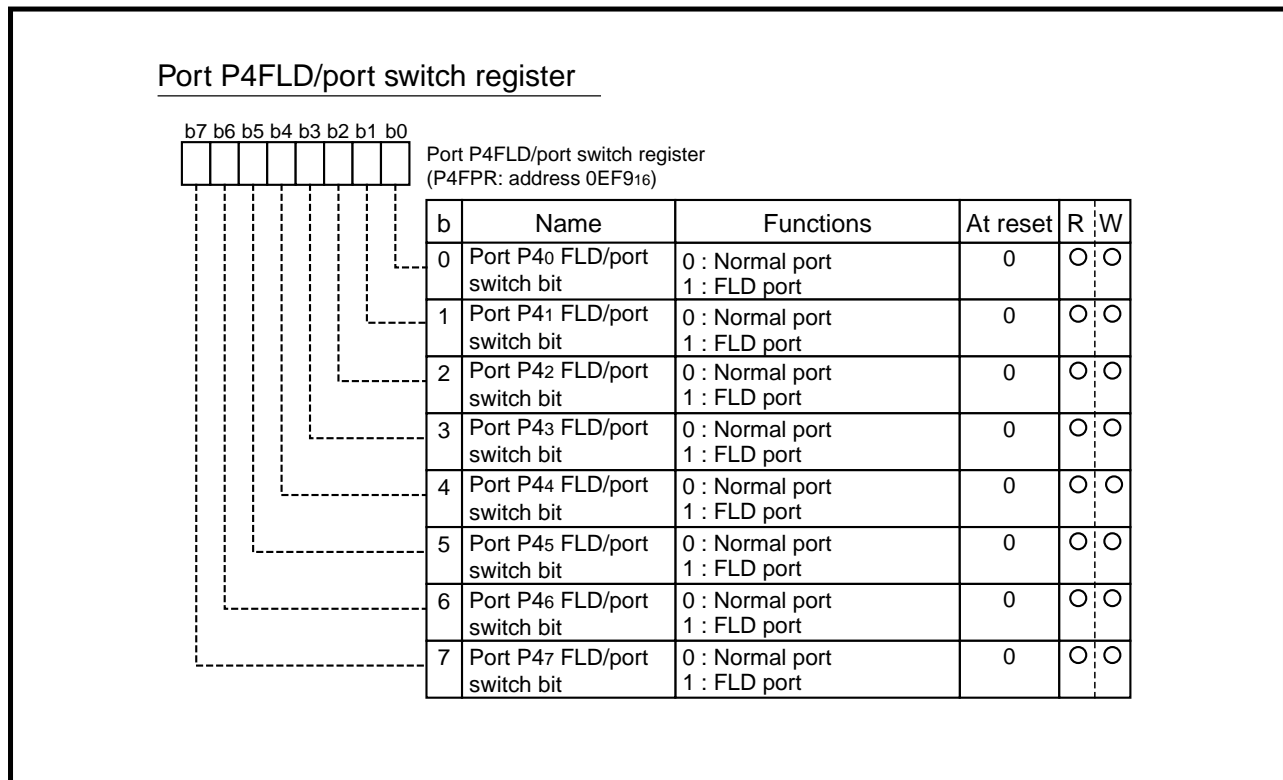 Port P4FLD/port switch register
b7 b6 b5 b4 b3 b2 b1 b0
Port P4FLD/port switch register
(P4FPR: address 0EF916)
b Name Functions At reset R W
0 Port P40 FLD/port switch bit 0 : Normal port 0 ○ ○
1 : FLD port
1 Port P41 FLD/port switch bit 0 : Normal port 0 ○ ○
1 : FLD port
2 Port P42 FLD/port switch bit 0 : Normal port 0 ○ ○
1 : FLD port
3 Port P43 FLD/port switch bit 0 : Normal port 0 ○ ○
1 : FLD port
4 Port P44 FLD/port switch bit 0 : Normal port 0 ○ ○
1 : FLD port
5 Port P45 FLD/port switch bit 0 : Normal port 0 ○ ○
1 : FLD port
6 Port P46 FLD/port switch bit 0 : Normal port 0 ○ ○
1 : FLD port
7 Port P47 FLD/port switch bit 0 : Normal port 0 ○ ○
1 : FLD port